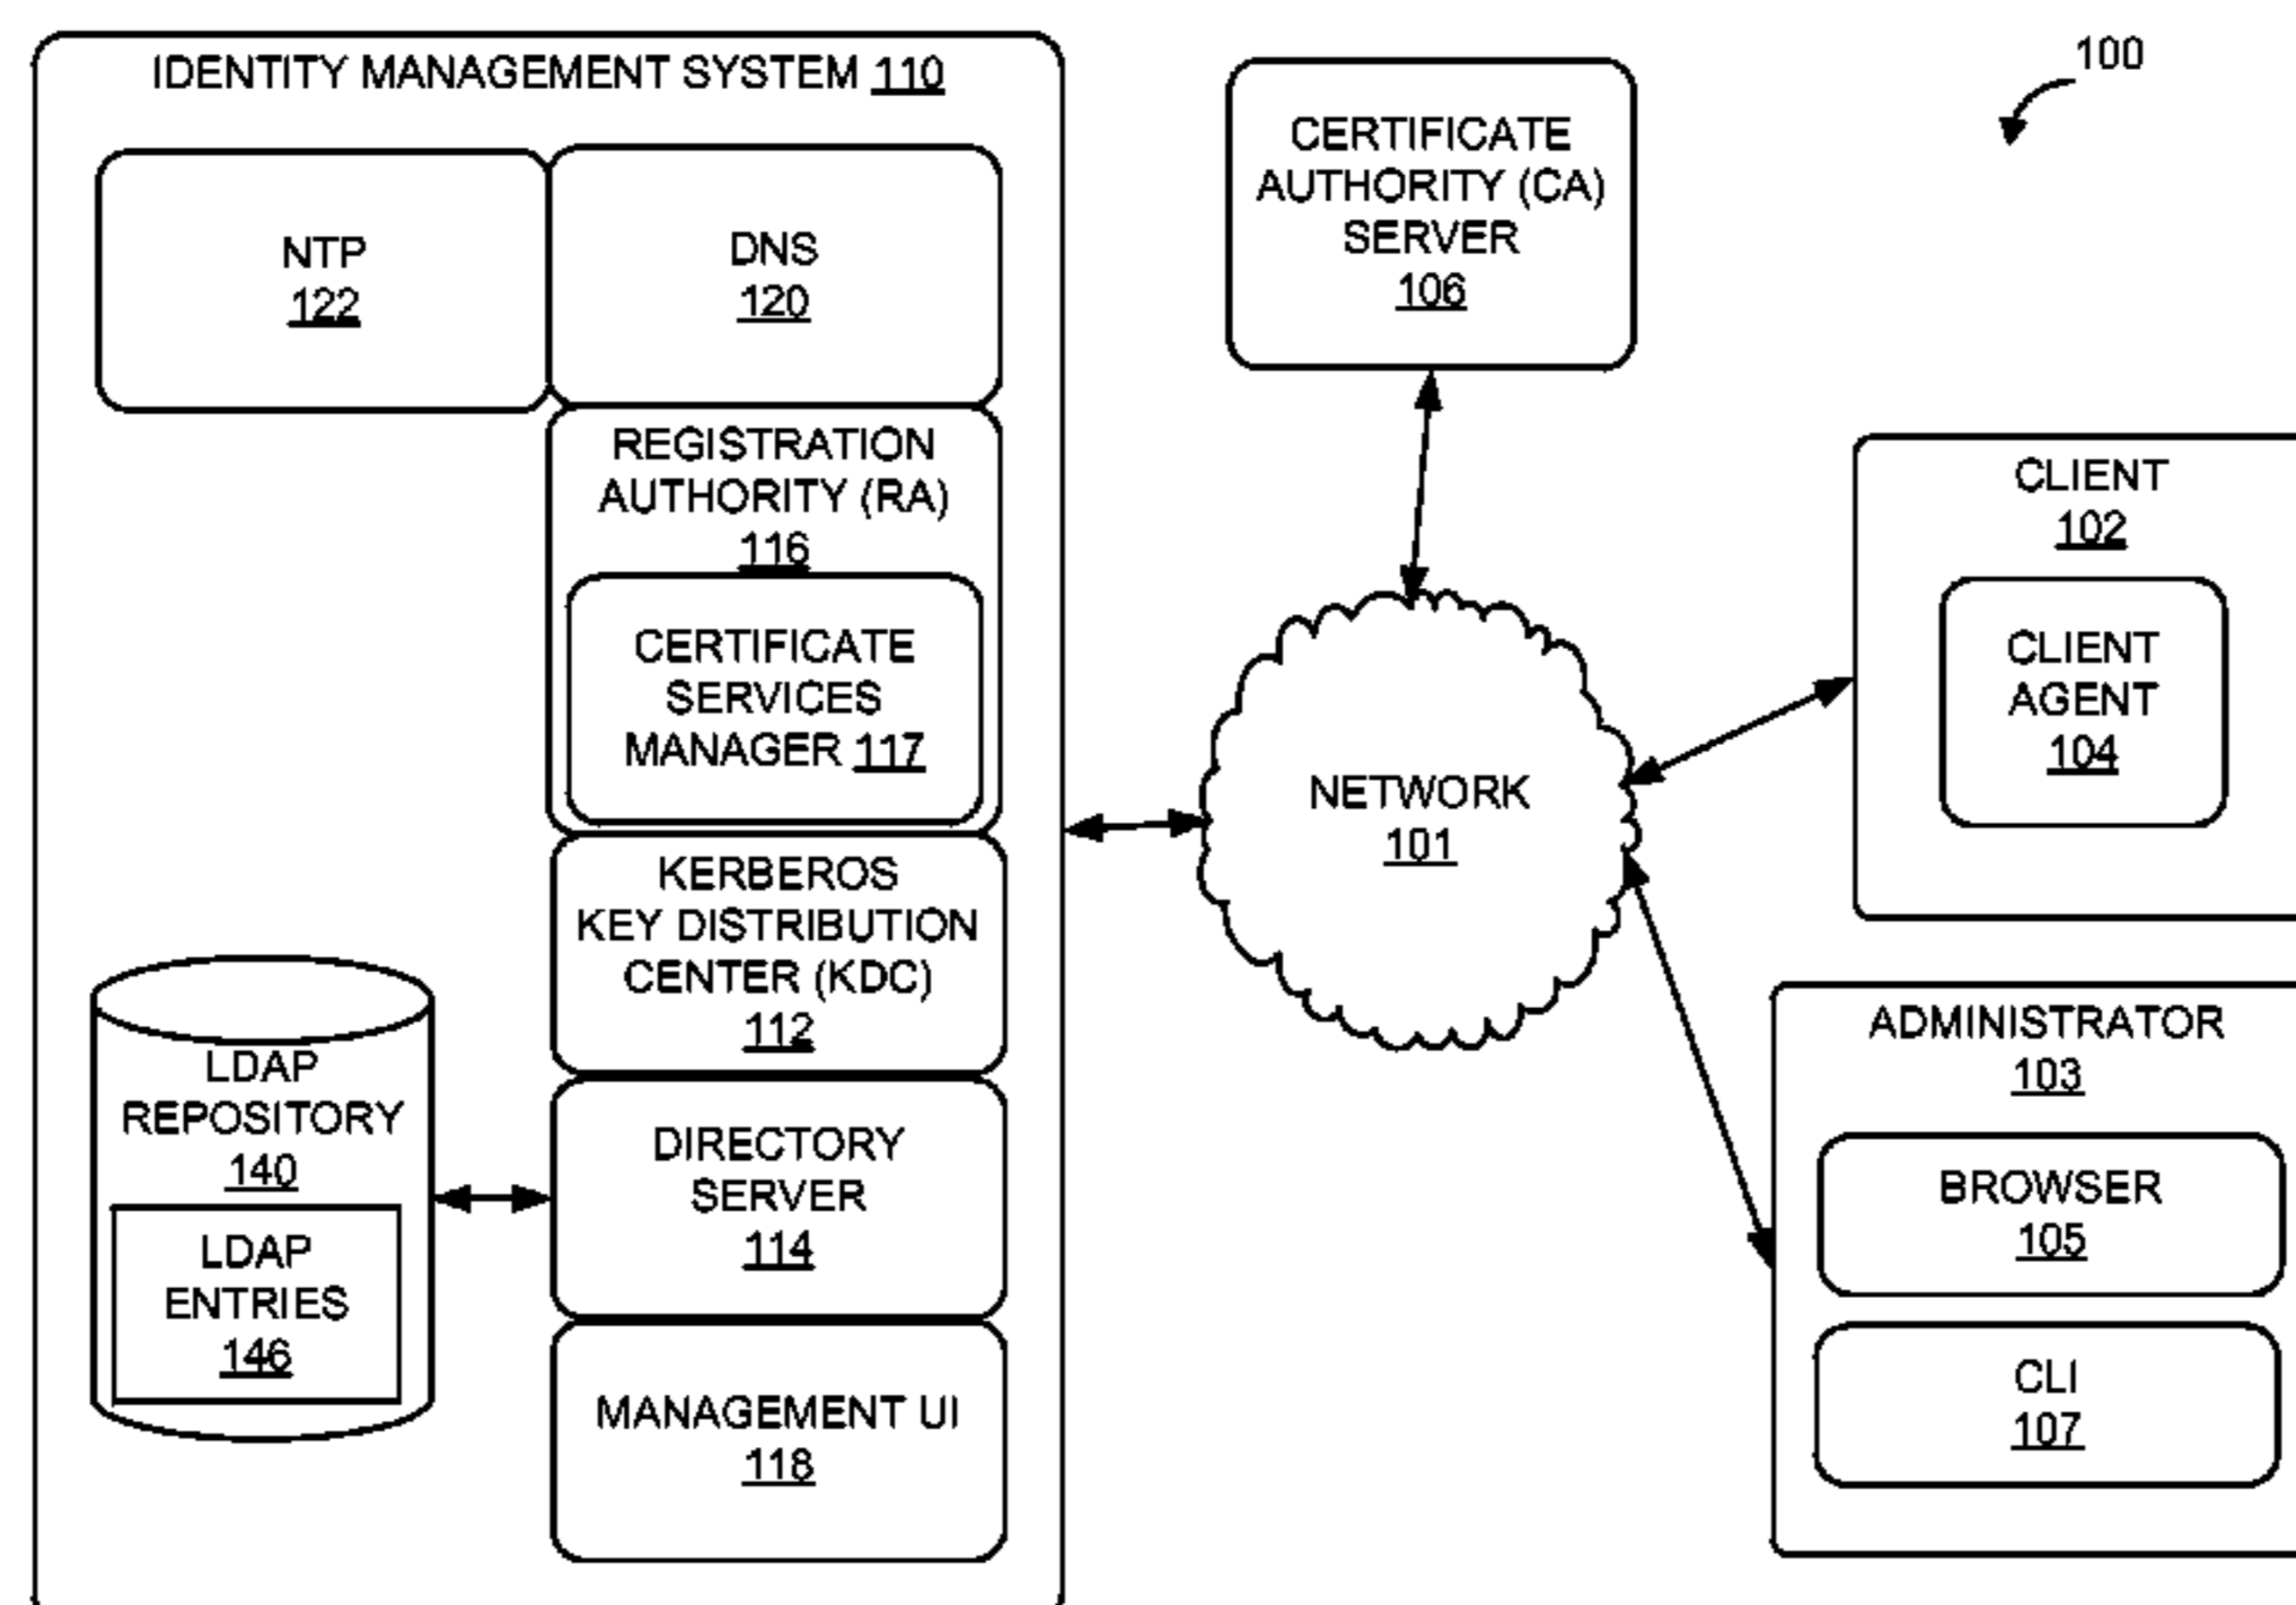 IDENTITY MANAGEMENT SYSTEM 110
NTP
122
DNS
120
REGISTRATION
AUTHORITY (RA)
116
CERTIFICATE
SERVICES
MANAGER 117
KERBEROS
KEY DISTRIBUTION
CENTER (KDC)
112
LDAP
REPOSITORY
140
LDAP
ENTRIES
146
DIRECTORY
SERVER
114
MANAGEMENT UI
118
CERTIFICATE
AUTHORITY (CA)
SERVER
106
NETWORK
101
100
CLIENT
102
CLIENT
AGENT
104
ADMINISTRATOR
103
BROWSER
105
CLI
107